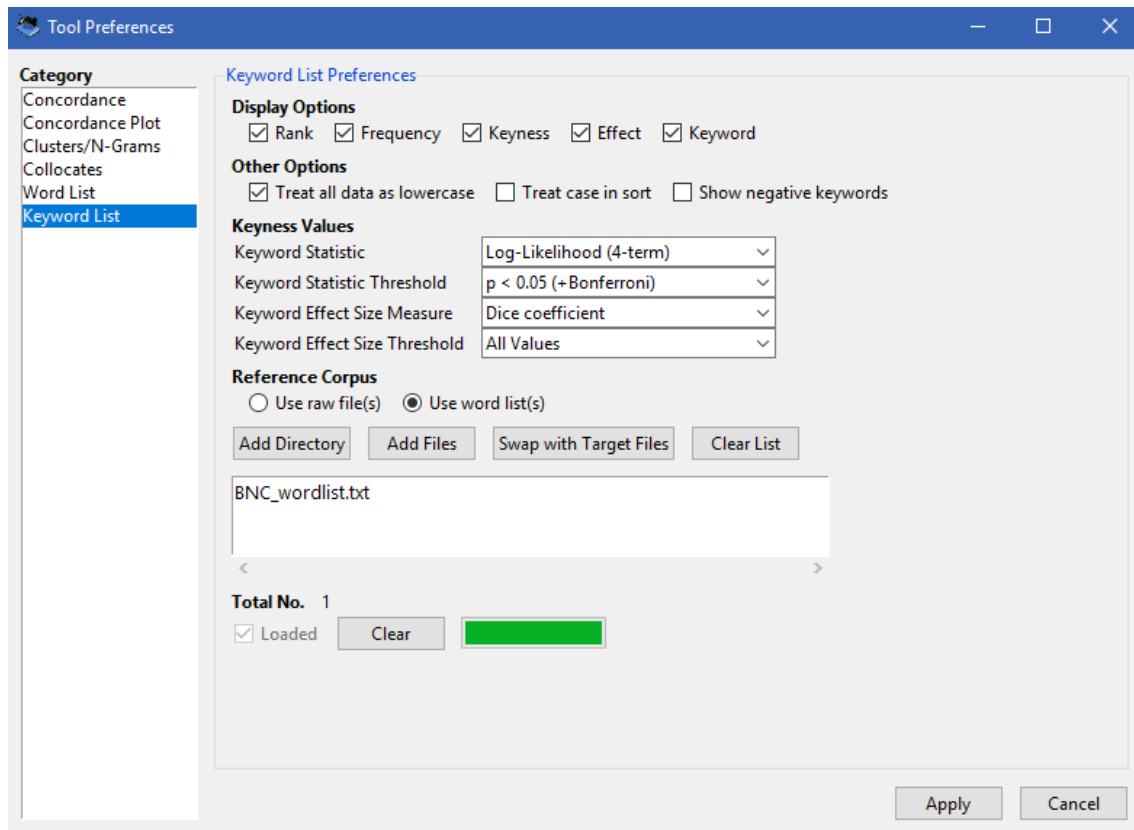 Tool Preferences
Category
Concordance
Concordance Plot
Clusters/N-Grams
Collocates
Word List
Keyword List
Keyword List Preferences
Display Options
Rank Frequency Keyness Effect Keyword
Other Options
Treat all data as lowercase Treat case in sort Show negative keywords
Keyness Values
Keyword Statistic Log-Likelihood (4-term)
Keyword Statistic Threshold p < 0.05 (+Bonferroni)
Keyword Effect Size Measure Dice coefficient
Keyword Effect Size Threshold All Values
Reference Corpus
Use raw file(s) Use word list(s)
Add Directory Add Files Swap with Target Files Clear List
BNC_wordlist.txt
Total No. 1
Loaded Clear
Apply Cancel